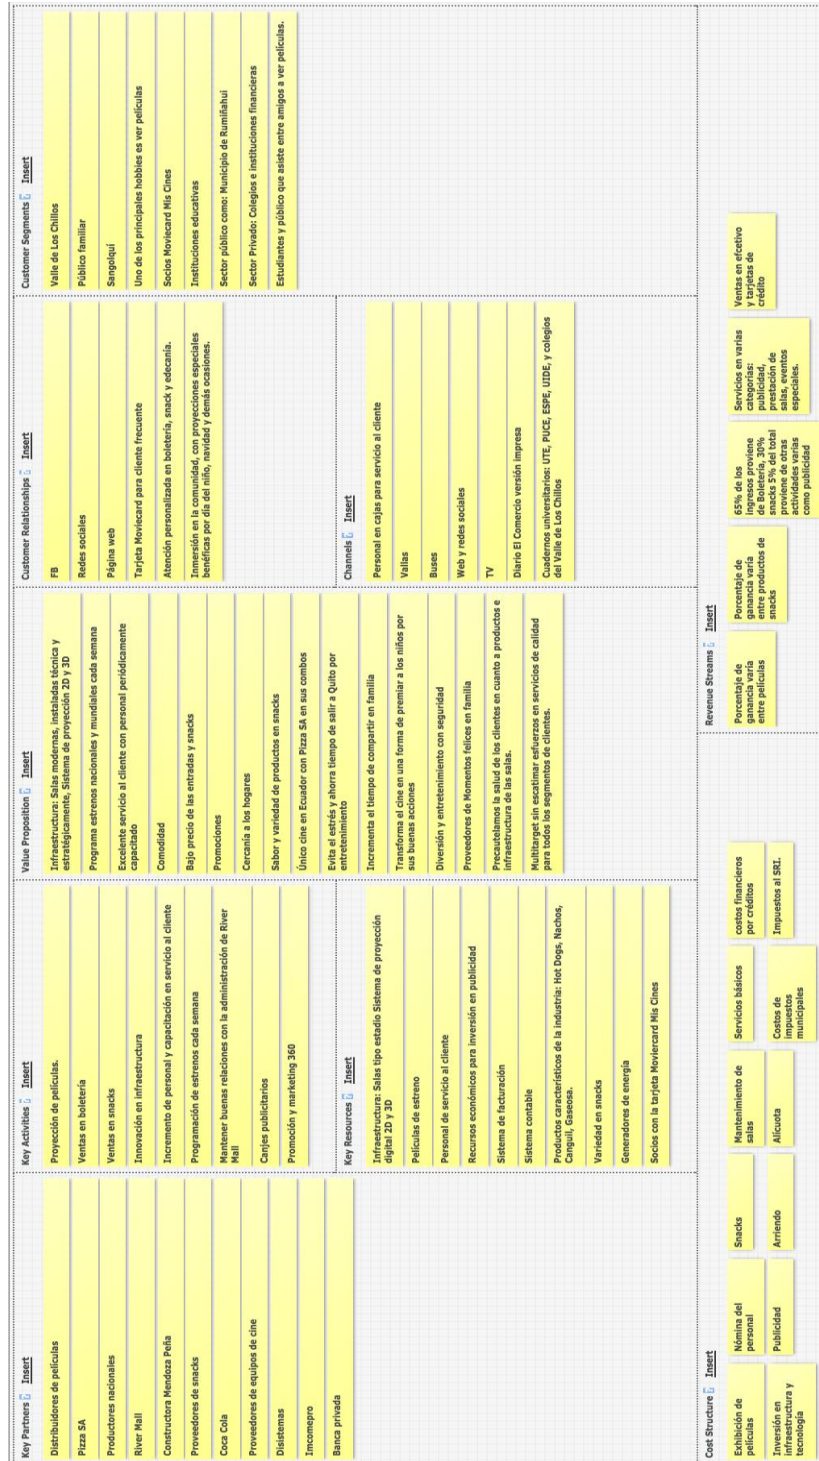 Key Partners Insert
Distribuidores de películas
Pizza SA
Productores nacionales
River Mall
Constructora Mendoza Peña
Proveedores de snacks
Coca Cola
Proveedores de equipos de cine
Disistemas
Imcomepro
Banca privada
Key Activities Insert
Proyección de películas.
Ventas en boletería
Ventas en snacks
Innovación en infraestructura
Incremento de personal y capacitación en servicio al cliente
Programación de estrenos cada semana
Mantener buenas relaciones con la administración de River
Mall
Canjes publicitarios
Promoción y marketing 360
Key Resources Insert
Infraestructura: Salas tipo estadio Sistema de proyección
digital 2D y 3D
Películas de estreno
Personal de servicio al cliente
Recursos económicos para inversión en publicidad
Sistema de facturación
Sistema contable
Productos característicos de la industria: Hot Dogs, Nachos,
Canguil, Gaseosa.
Variedad en snacks
Generadores de energía
Socios con la tarjeta Moviercard Mis Cines
Value Proposition Insert
Infraestructura: Salas modernas, instaladas técnica y
estratégicamente, Sistema de proyección 2D y 3D
Programa estrenos nacionales y mundiales cada semana
Excelente servicio al cliente con personal periódicamente
capacitado
Comodidad
Bajo precio de las entradas y snacks
Promociones
Cercanía a los hogares
Sabor y variedad de productos en snacks
Único cine en Ecuador con Pizza SA en sus combos
Evita el estrés y ahorra tiempo de salir a Quito por
entretenimiento
Incrementa el tiempo de compartir en familia
Transforma el cine en una forma de premiar a los niños por
sus buenas acciones
Diversión y entretenimiento con seguridad
Proveedores de Momentos felices en familia
Precautelamos la salud de los clientes en cuanto a productos e
infraestructura de las salas.
Multitarget sin escatimar esfuerzos en servicios de calidad
para todos los segmentos de clientes.
Customer Relationships Insert
FB
Redes sociales
Página web
Tarjeta Moviecard para cliente frecuente
Atención personalizada en boletería, snack y edecanía.
Inmersión en la comunidad, con proyecciones especiales
benéficas por día del niño, navidad y demás ocasiones.
Channels Insert
Personal en cajas para servicio al cliente
Vallas
Buses
Web y redes sociales
TV
Diario El Comercio versión impresa
Cuadernos universitarios: UTE, PUCE, ESPE, UIDE, y colegios
del Valle de Los Chillos
Customer Segments Insert
Valle de Los Chillos
Público familiar
Sangolquí
Uno de los principales hobbies es ver películas
Socios Moviecard Mis Cines
Instituciones educativas
Sector público como: Municipio de Rumiñahui
Sector Privado: Colegios e instituciones financieras
Estudiantes y público que asiste entre amigos a ver películas.
Cost Structure Insert
Exhibición de
películas
Nómina del
personal
Snacks
Mantenimiento de
salas
Servicios básicos
costos financieros
por créditos
Inversión en
infraestructura y
tecnología
Publicidad
Arriendo
Alícuota
Costos de
impuestos
municipales
Impuestos al SRI.
Revenue Streams Insert
Porcentaje de
ganancia varía
entre películas
Porcentaje de
ganancia varía
entre productos de
snacks
65% de los
ingresos proviene
de Boletería, 30%
snacks 5% del total
proviene de otras
actividades varias
como publicidad
Servicios en varias
categorías:
publicidad,
prestación de
salas, eventos
especiales.
Ventas en efcetivo
y tarjetas de
crédito